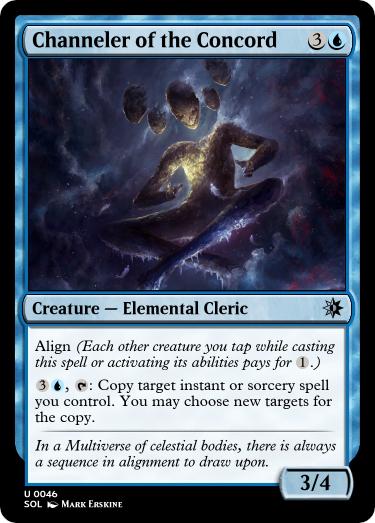 Channeler of the Concord 3
Creature — Elemental Cleric
Align (Each other creature you tap while casting
this spell or activating its abilities pays for 1.)
3 , : Copy target instant or sorcery spell
you control. You may choose new targets for
the copy.
In a Multiverse of celestial bodies, there is always
a sequence in alignment to draw upon.
3/4
U 0046
SOL Mark Erskine